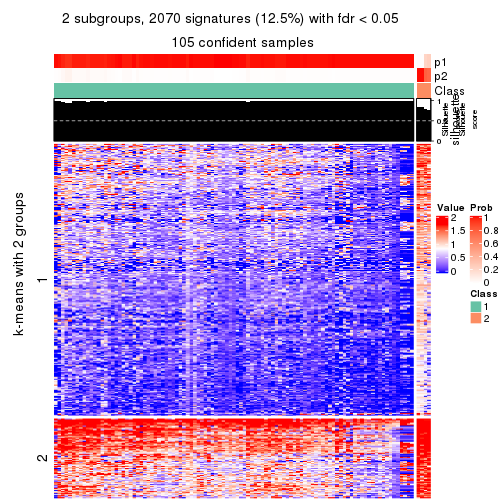 2 subgroups, 2070 signatures (12.5%) with fdr < 0.05
105 confident samples
p1
p2
Class
1
0.5
0
silhouette
score
k-means with 2 groups
1
2
Value
2
1.5
1
0.5
0
Prob
1
0.8
0.6
0.4
0.2
0
Class
1
2